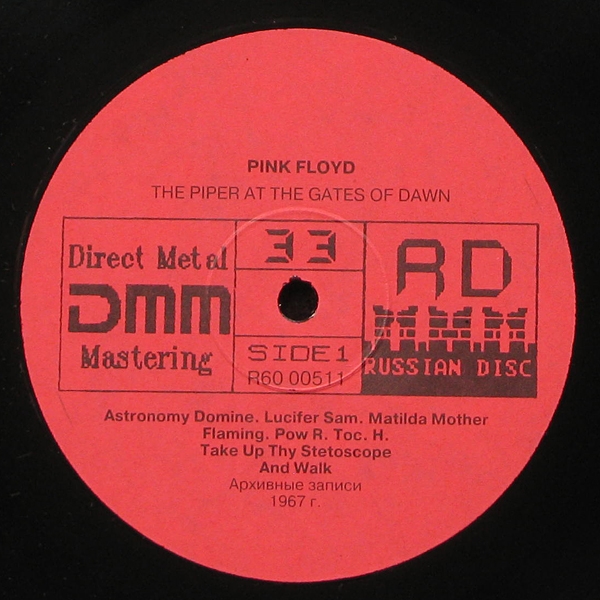 PINK FLOYD
THE PIPER AT THE GATES OF DAWN
Direct Metal
DMM
Mastering
33
SIDE 1
R60 00511
RD
RUSSIAN DISC
Astronomy Domine. Lucifer Sam. Matilda Mother
Flaming. Pow R. Toc. H.
Take Up Thy Stetoscope
And Walk
Архивные записи
1967 г.